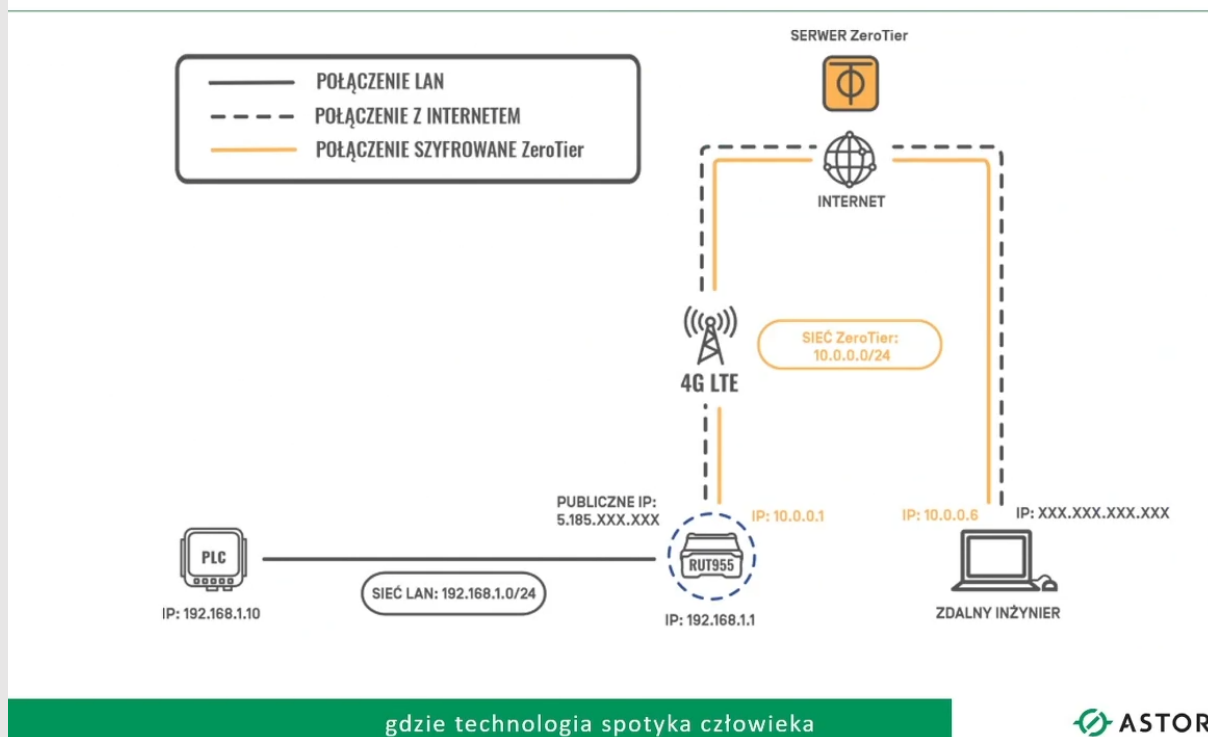 SERWER ZeroTier
POŁĄCZENIE LAN
POŁĄCZENIE Z INTERNETEM
POŁĄCZENIE SZYFROWANE ZeroTier
INTERNET
SIEĆ ZeroTier:
10.0.0.0/24
4G LTE
PUBLICZNE IP:
5.185.XXX.XXX
IP: 10.0.0.1
IP: 10.0.0.6
IP: XXX.XXX.XXX.XXX
PLC
RUT955
SIEĆ LAN: 192.168.1.0/24
IP: 192.168.1.10
IP: 192.168.1.1
ZDALNY INŻYNIER
gdzie technologia spotyka człowieka
ASTOR